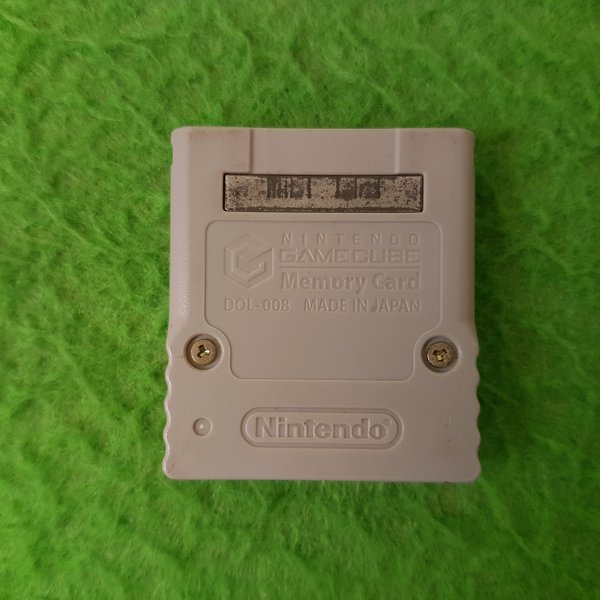 NINTENDO
GAMECUBE
Memory Card
DOL-008 MADE IN JAPAN
Nintendo®